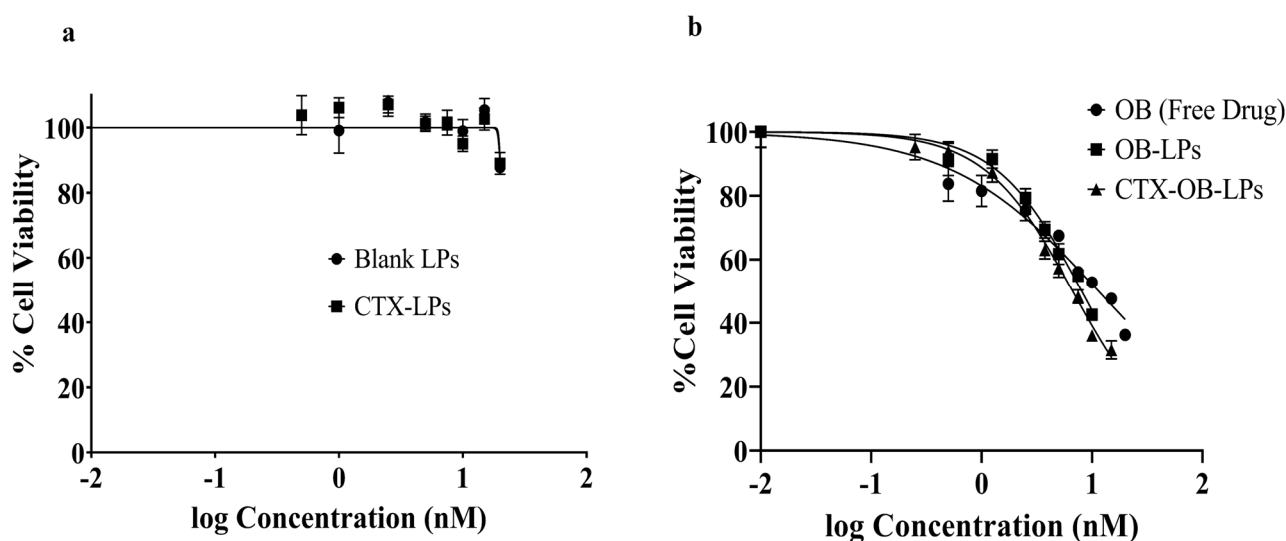 a
100
80
60
40
20
0
-2
-1
0
1
2
% Cell Viability
log Concentration (nM)
Blank LPs
CTX-LPs
b
100
80
60
40
20
0
-2
-1
0
1
2
%Cell Viability
log Concentration (nM)
OB (Free Drug)
OB-LPs
CTX-OB-LPs